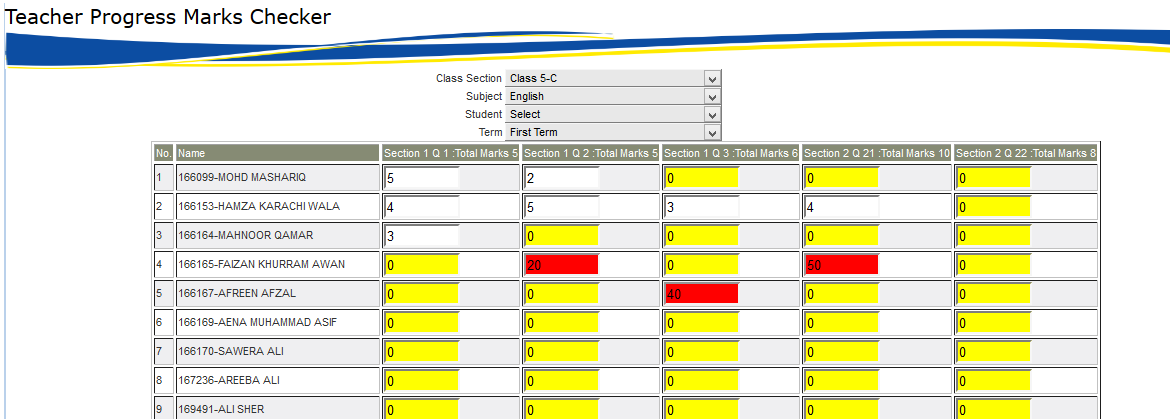 Teacher Progress Marks Checker
Class Section Class 5-C
Subject English
Student Select
Term First Term
No. Name Section 1 Q 1 :Total Marks 5 Section 1 Q 2 :Total Marks 5 Section 1 Q 3 :Total Marks 6 Section 2 Q 21 :Total Marks 10 Section 2 Q 22 :Total Marks 8
1 166099-MOHD MASHARIQ 5 2 0 0 0
2 166153-HAMZA KARACHI WALA 4 5 3 4 0
3 166164-MAHNOOR QAMAR 3 0 0 0 0
4 166165-FAIZAN KHURRAM AWAN 0 20 0 50 0
5 166167-AFREEN AFZAL 0 0 40 0 0
6 166169-AENA MUHAMMAD ASIF 0 0 0 0 0
7 166170-SAWERA ALI 0 0 0 0 0
8 167236-AREEBA ALI 0 0 0 0 0
9 169491-ALI SHER 0 0 0 0 0